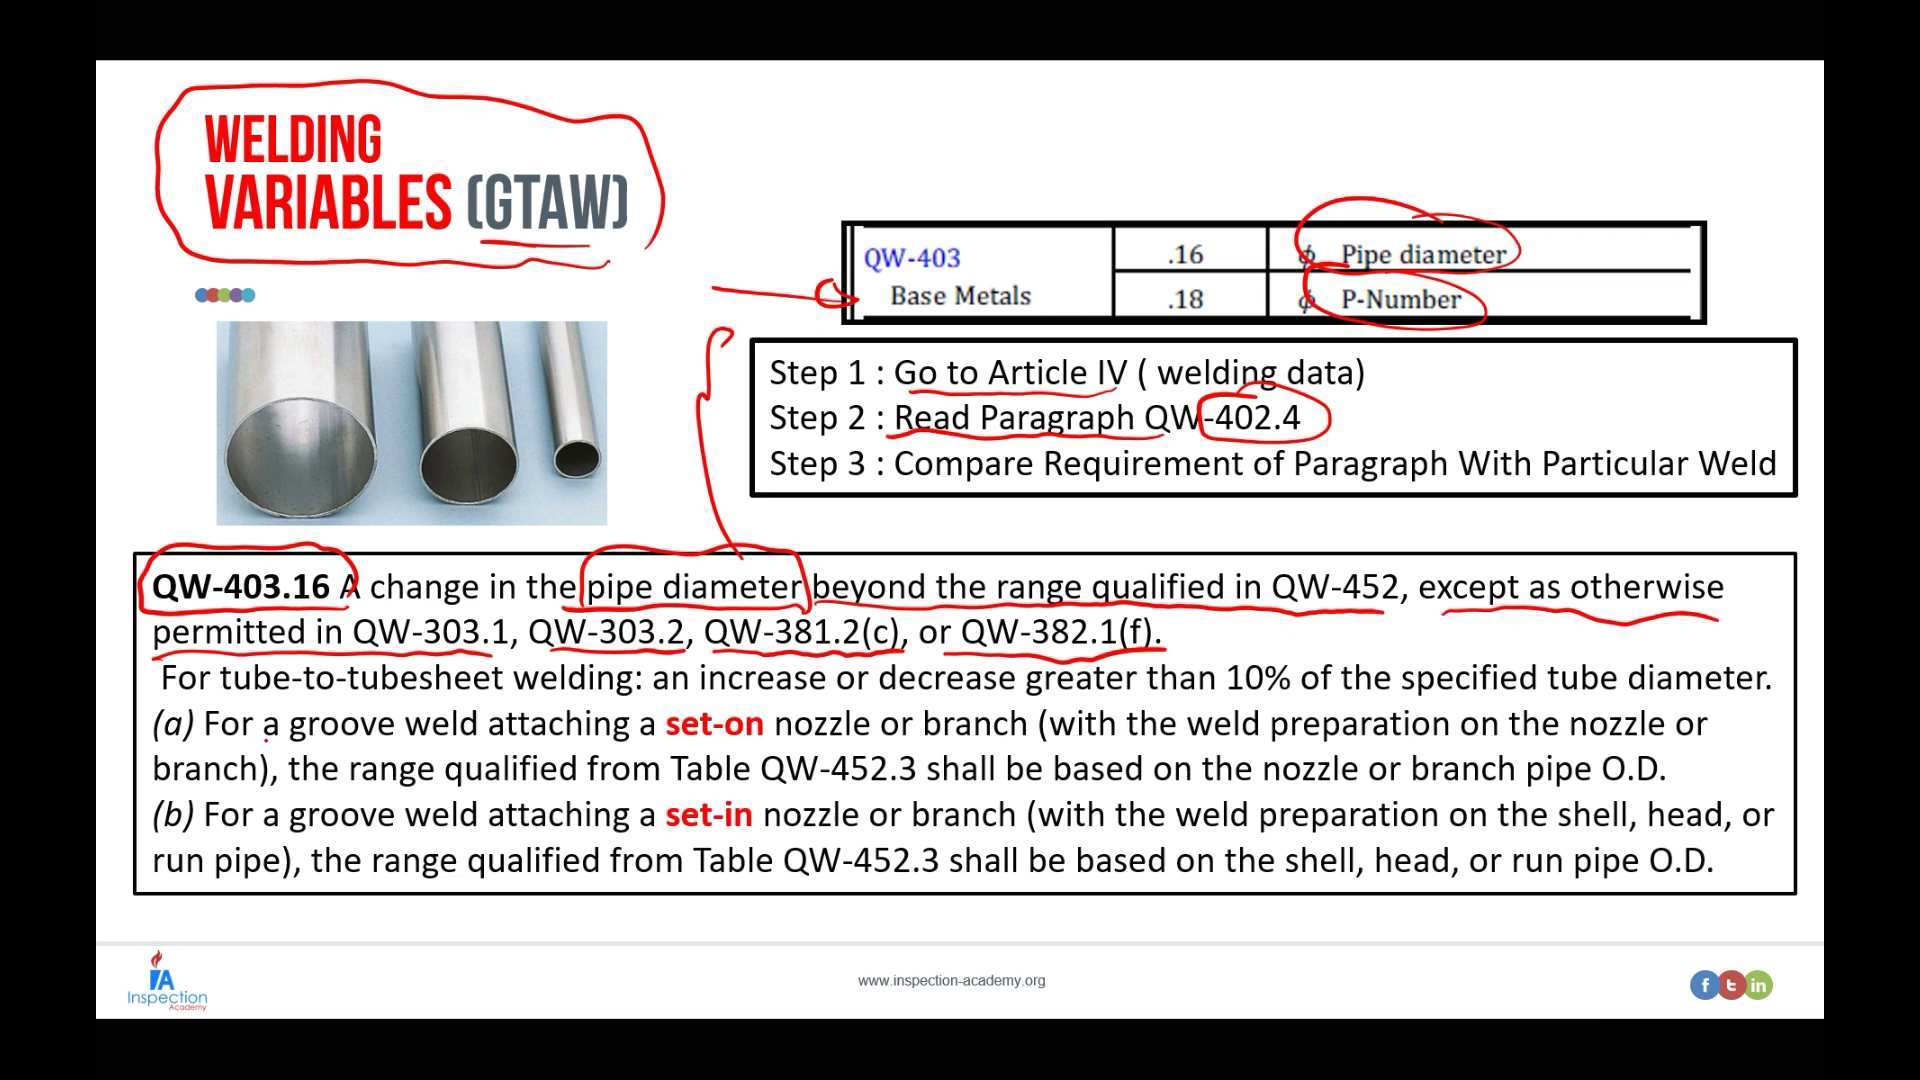 WELDING
VARIABLES (GTAW)
QW-403
Base Metals
.16
ϕ Pipe diameter
.18
ϕ P-Number
Step 1 : Go to Article IV ( welding data)
Step 2 : Read Paragraph QW-402.4
Step 3 : Compare Requirement of Paragraph With Particular Weld
QW-403.16 A change in the pipe diameter beyond the range qualified in QW-452, except as otherwise
permitted in QW-303.1, QW-303.2, QW-381.2(c), or QW-382.1(f).
For tube-to-tubesheet welding: an increase or decrease greater than 10% of the specified tube diameter.
(a) For a groove weld attaching a set-on nozzle or branch (with the weld preparation on the nozzle or
branch), the range qualified from Table QW-452.3 shall be based on the nozzle or branch pipe O.D.
(b) For a groove weld attaching a set-in nozzle or branch (with the weld preparation on the shell, head, or
run pipe), the range qualified from Table QW-452.3 shall be based on the shell, head, or run pipe O.D.
IA
Inspection
Academy
www.inspection-academy.org
f t in